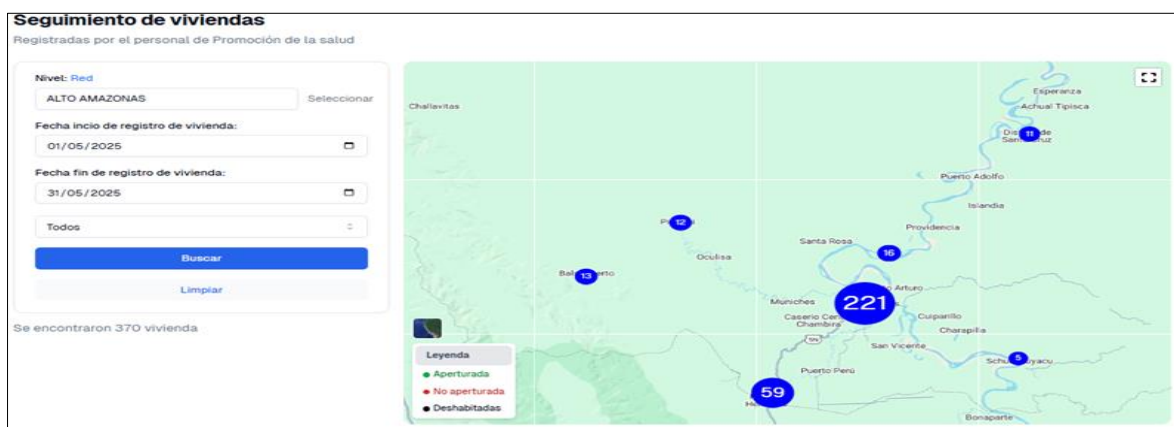 Seguimiento de viviendas
Registradas por el personal de Promoción de la salud
Nivel: Red
ALTO AMAZONAS
Seleccionar
Fecha incio de registro de vivienda:
01/05/2025
Fecha fin de registro de vivienda:
31/05/2025
Todos
Buscar
Limpiar
Se encontraron 370 vivienda
Challavitas
Esperanza
Achual Tipisca
11
Puerto Adolfo
Islandia
12
Providencia
Santa Rosa
16
Oculisa
13
Arturo
Muniches
221
Cuiparillo
Charapilla
San Vicente
5
Puerto Perú
59
Bonaparte
Leyenda
Aperturada
No aperturada
Deshabitadas